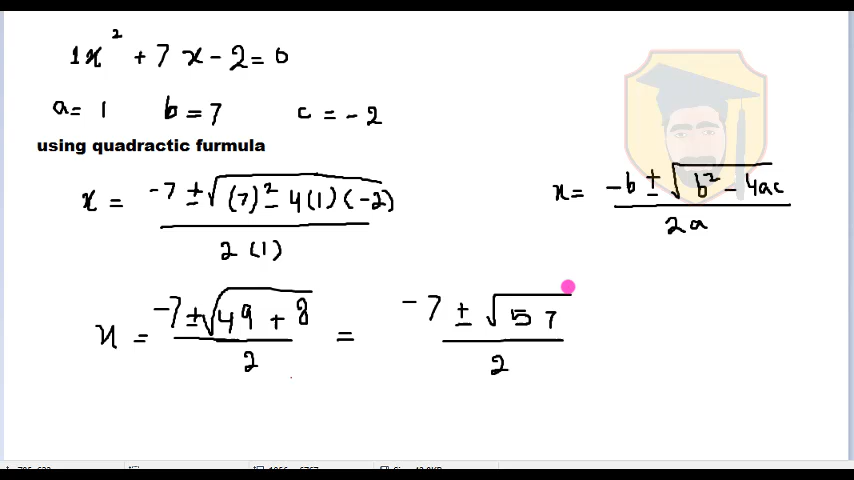 1x² + 7x - 2 = 0
a = 1 b = 7 c = - 2
using quadractic furmula
x = -7 ± √(7)² - 4(1)(-2) / 2(1)
x = -b ± √b² - 4ac / 2a
x = -7 ± √49 + 8 / 2 = -7 ± √57 / 2